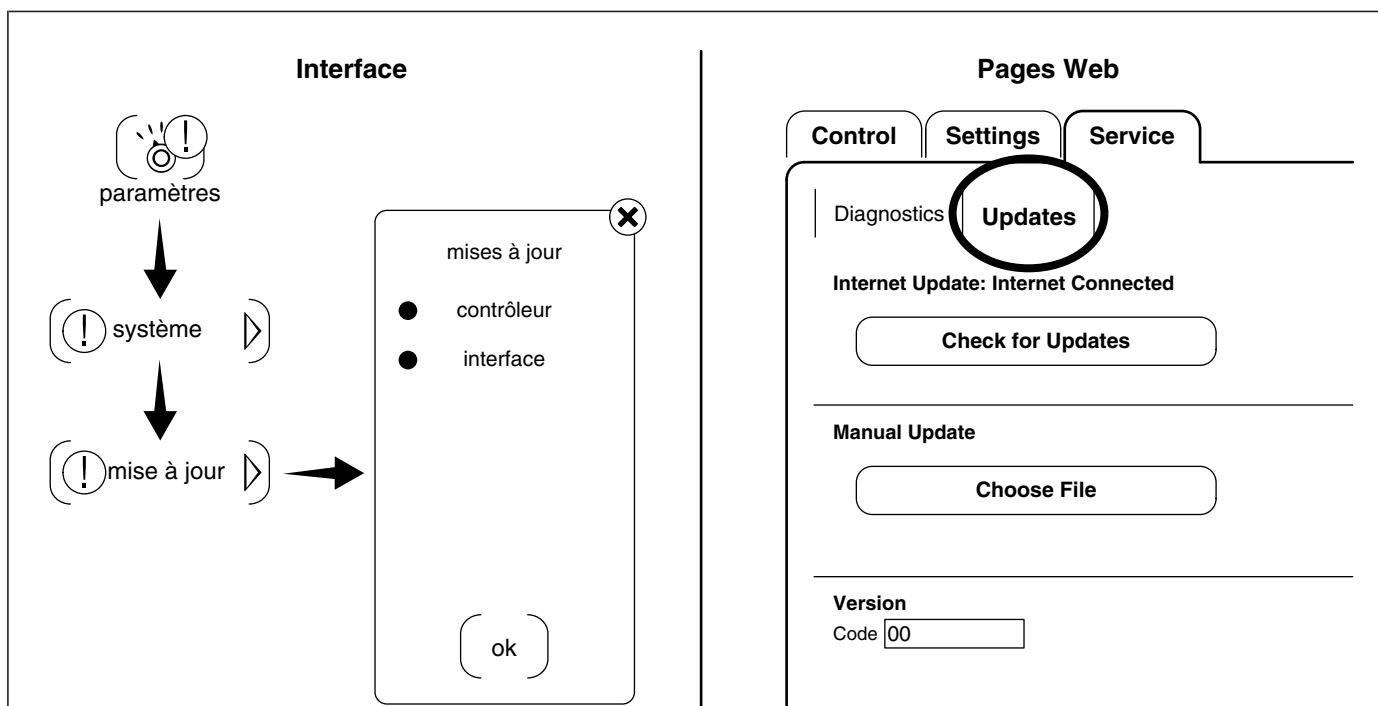 Interface
paramètres
système
mise à jour
mises à jour
contrôleur
interface
ok
Pages Web
Control Settings Service
Diagnostics Updates
Internet Update: Internet Connected
Check for Updates
Manual Update
Choose File
Version
Code 00